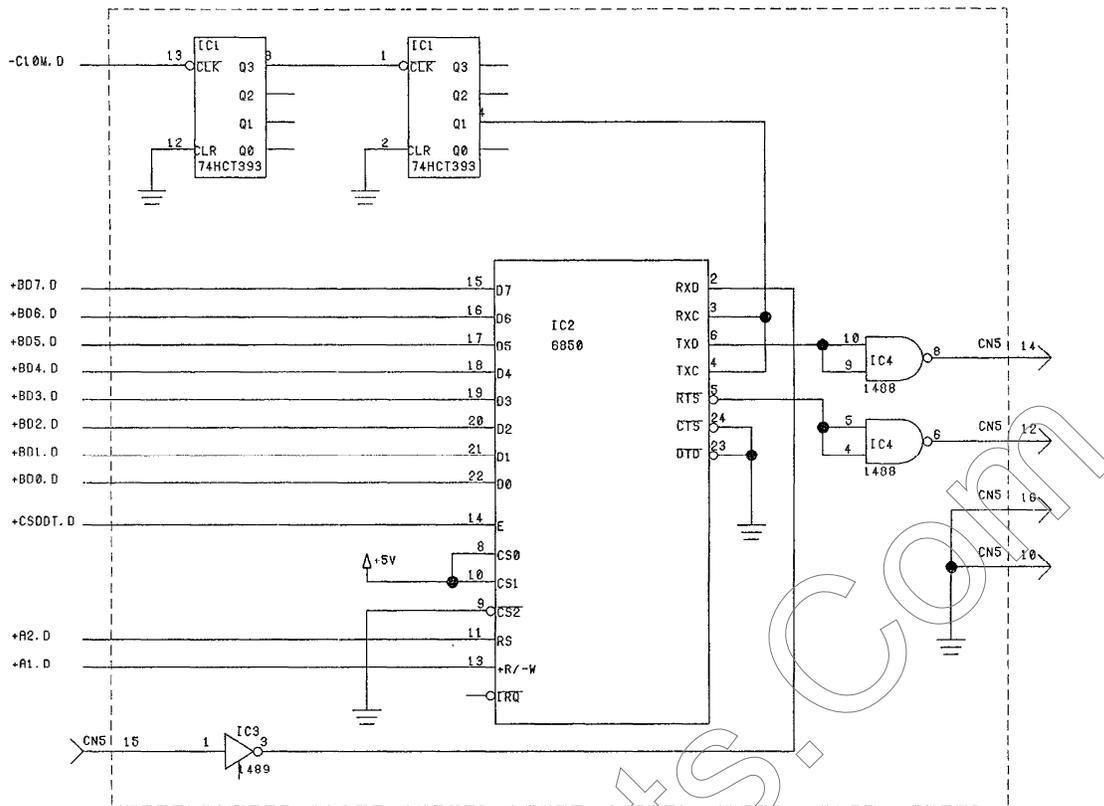 IC1 IC1
-C10M.D 13 CLK Q3 8 1 CLK Q3
Q2 Q2
Q1 4 Q1
12 CLR Q0 2 CLR Q0
74HCT393 74HCT393
+BD7.D 15 D7 RXD 2
+BD6.D 16 D6 RXC 3
IC2
6850
+BD5.D 17 D5 TXD 6 10 8 CN5 14
IC4
+BD4.D 18 D4 TXC 4 9
1488
+BD3.D 19 D3 RTS 5
+BD2.D 20 D2 CTS 24 5 6 CN5 12
IC4
+BD1.D 21 D1 DTD 23 4
1488
+BD0.D 22 D0
CN5 16
+CSDDT.D 14 E
+5V 8 CS0
10 CS1 CN5 10
9 CS2
+A2.D 11 RS
+A1.D 13 +R/-W
IRQ
CN5 15 1 IC3 3
1489
ts.Com